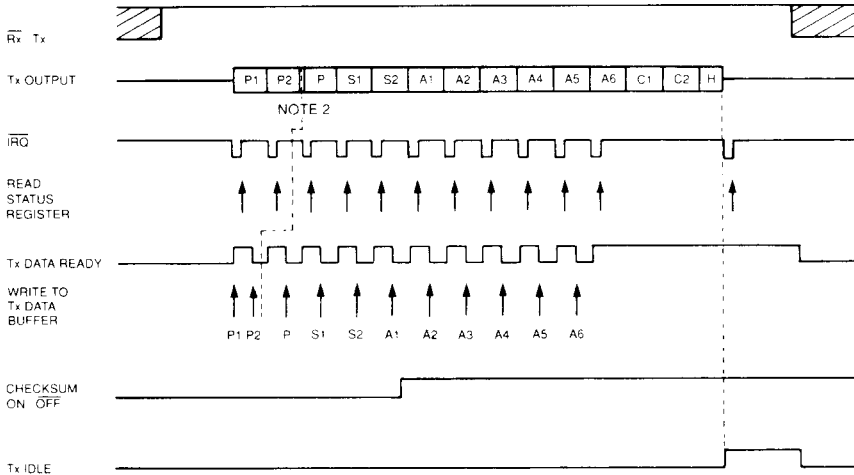 Rx Tx
Tx OUTPUT
P1 P2 P S1 S2 A1 A2 A3 A4 A5 A6 C1 C2 H
NOTE 2
IRQ
READ
STATUS
REGISTER
Tx DATA READY
WRITE TO
Tx DATA
BUFFER
P1 P2 P S1 S2 A1 A2 A3 A4 A5 A6
CHECKSUM
ON OFF
Tx IDLE